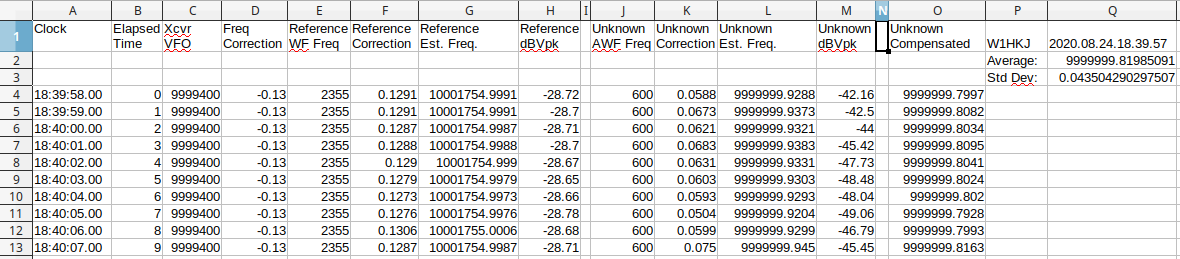 A B C D E F G H I J K L M N O P Q
1 Clock Elapsed Time Xcvr VFO Freq Correction Reference WF Freq Reference Correction Reference Est. Freq. Reference dBVpk Unknown AWF Freq Unknown Correction Unknown Est. Freq. Unknown dBVpk Unknown Compensated W1HKJ 2020.08.24.18.39.57
2 Average: 9999999.81985091
3 Std Dev: 0.043504290297507
4 18:39:58.00 0 9999400 -0.13 2355 0.1291 10001754.9991 -28.72 600 0.0588 9999999.9288 -42.16 9999999.7997
5 18:39:59.00 1 9999400 -0.13 2355 0.1291 10001754.9991 -28.7 600 0.0673 9999999.9373 -42.5 9999999.8082
6 18:40:00.00 2 9999400 -0.13 2355 0.1287 10001754.9987 -28.71 600 0.0621 9999999.9321 -44 9999999.8034
7 18:40:01.00 3 9999400 -0.13 2355 0.1288 10001754.9988 -28.7 600 0.0683 9999999.9383 -45.42 9999999.8095
8 18:40:02.00 4 9999400 -0.13 2355 0.129 10001754.999 -28.67 600 0.0631 9999999.9331 -47.73 9999999.8041
9 18:40:03.00 5 9999400 -0.13 2355 0.1279 10001754.9979 -28.65 600 0.0603 9999999.9303 -48.48 9999999.8024
10 18:40:04.00 6 9999400 -0.13 2355 0.1273 10001754.9973 -28.66 600 0.0593 9999999.9293 -48.04 9999999.802
11 18:40:05.00 7 9999400 -0.13 2355 0.1276 10001754.9976 -28.78 600 0.0504 9999999.9204 -49.06 9999999.7928
12 18:40:06.00 8 9999400 -0.13 2355 0.1306 10001755.0006 -28.68 600 0.0599 9999999.9299 -46.79 9999999.7993
13 18:40:07.00 9 9999400 -0.13 2355 0.1287 10001754.9987 -28.71 600 0.075 9999999.945 -45.45 9999999.8163